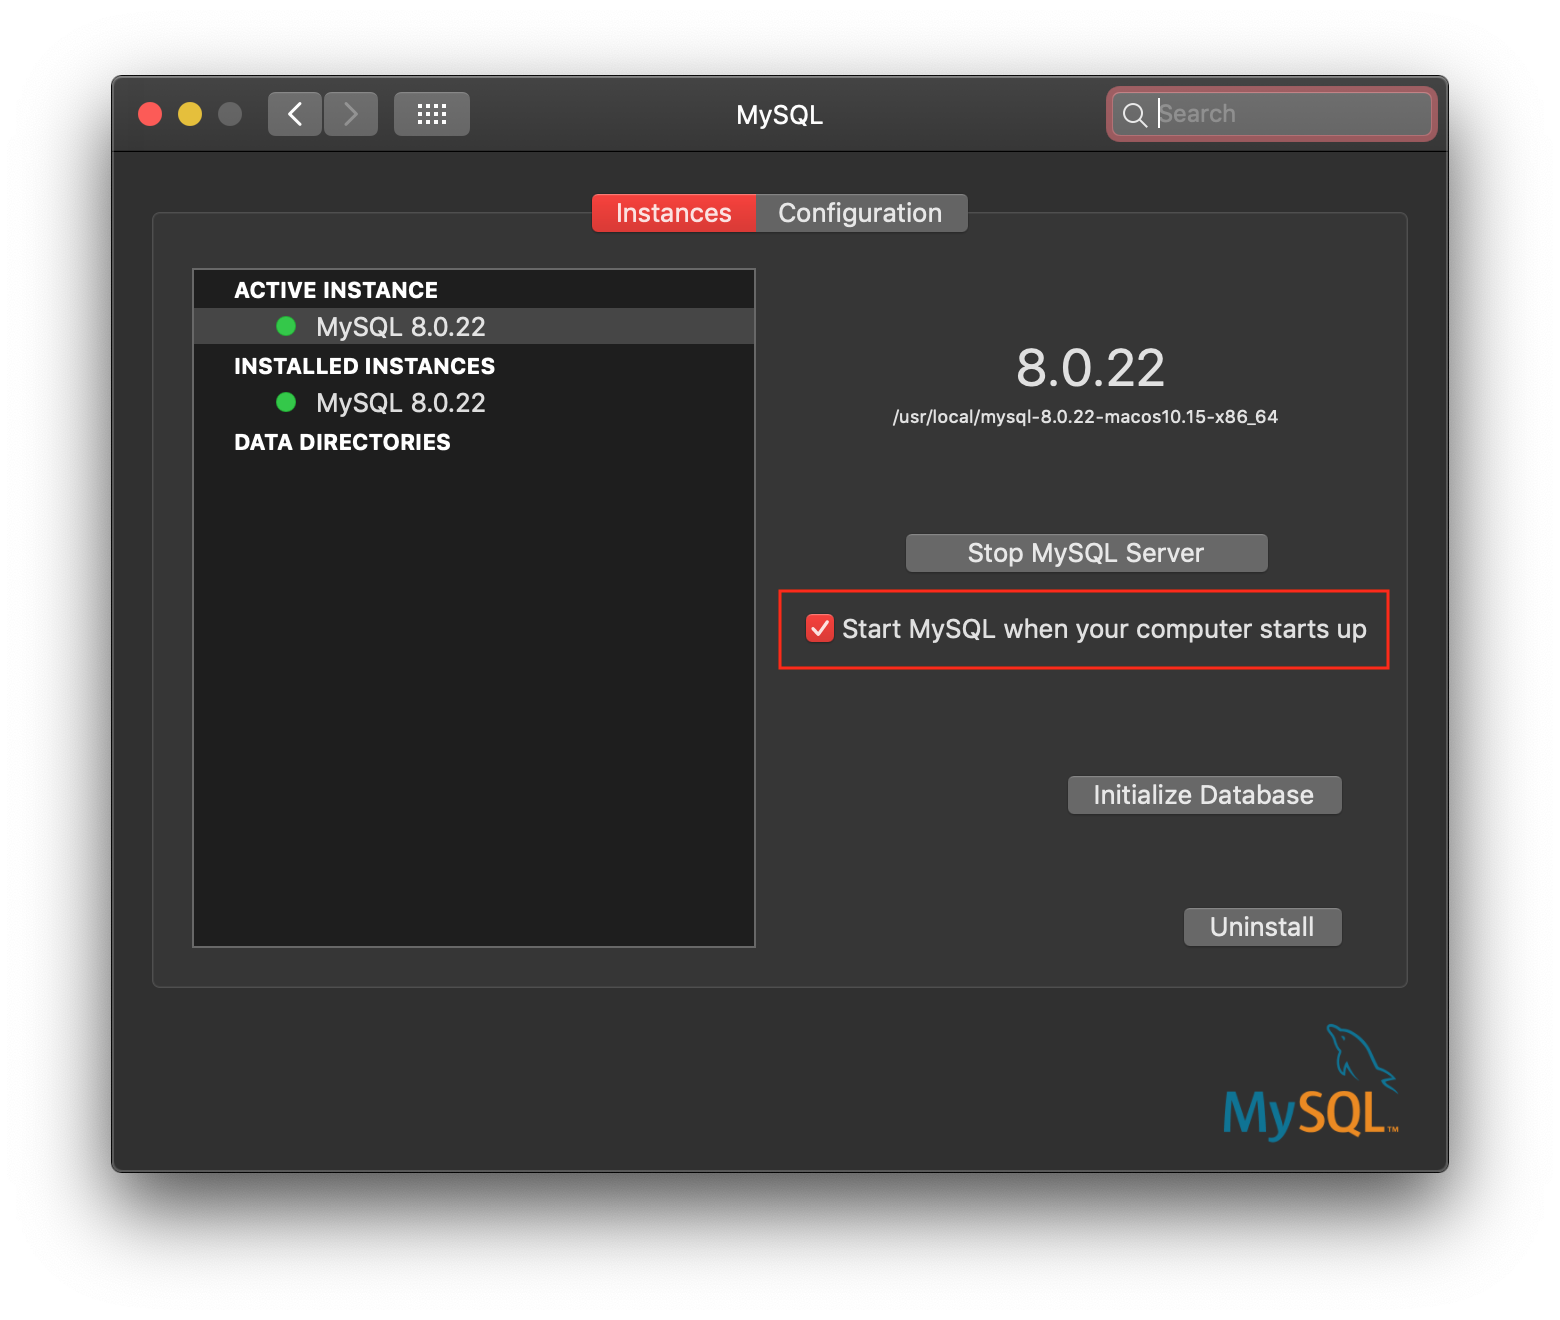 MySQL
Search
Instances
Configuration
ACTIVE INSTANCE
MySQL 8.0.22
INSTALLED INSTANCES
MySQL 8.0.22
DATA DIRECTORIES
8.0.22
/usr/local/mysql-8.0.22-macos10.15-x86_64
Stop MySQL Server
Start MySQL when your computer starts up
Initialize Database
Uninstall
MySQL™